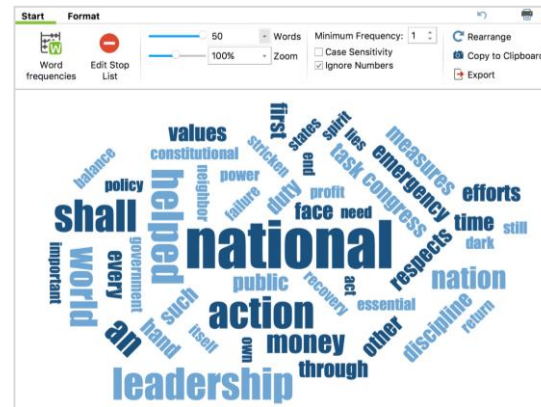 Start Format
Word frequencies
Edit Stop List
50 Words
100% Zoom
Minimum Frequency: 1
Case Sensitivity
Ignore Numbers
Rearrange
Copy to Clipboard
Export
first
states
spirit
lies
values
constitutional
stricken
end
task
congress
emergency
measures
balance
policy
helped
neighbor
power
failure
duty
profit
efforts
shall
face
need
time
still
dark
national
respects
important
world
every
government
public
recovery
act
essential
nation
such
action
discipline
return
an
hand
itself
own
money
other
through
leadership